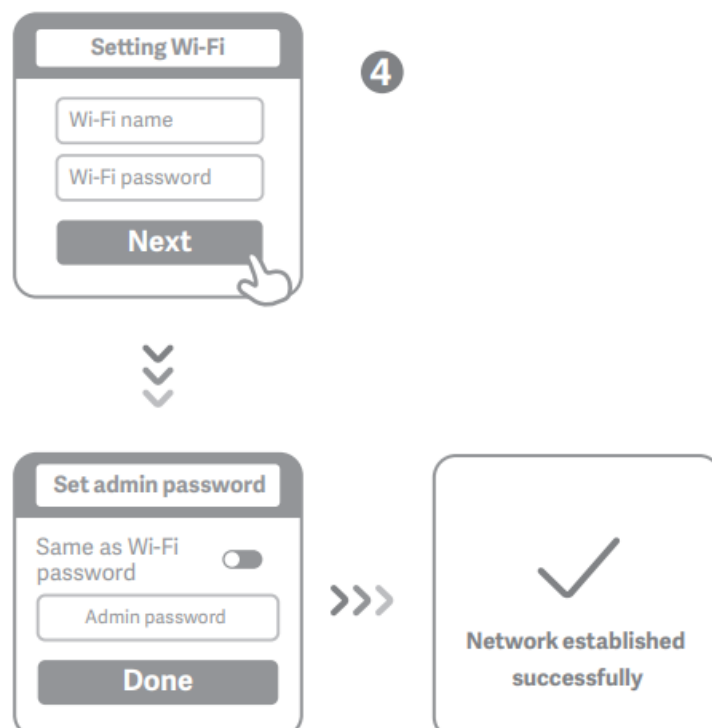 Setting Wi-Fi
4
Wi-Fi name
Wi-Fi password
Next
Set admin password
Same as Wi-Fi
password
Admin password
Done
Network established
successfully